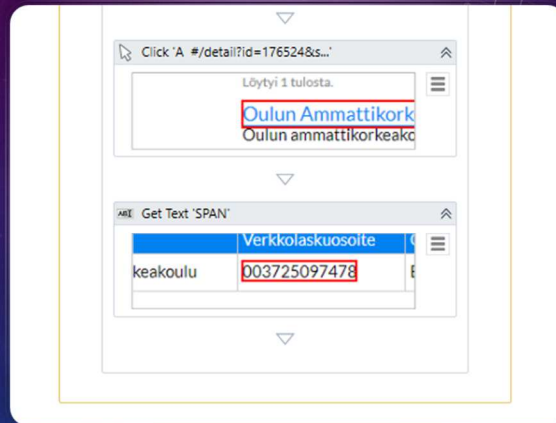 Click 'A #/detail?id=176524&s...'
Löytyi 1 tulosta.
Oulun Ammattikork
Oulun ammattikorkeako
Get Text 'SPAN'
Verkkolaskuosoite
keakoulu 003725097478